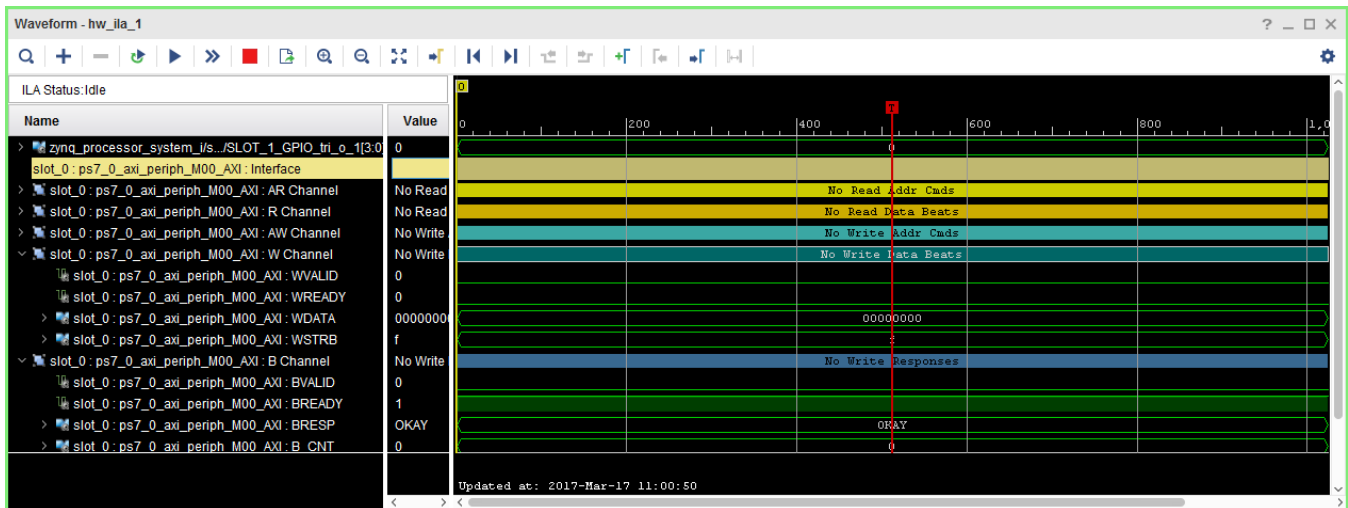 Waveform - hw_ila_1
ILA Status:Idle
Name Value
0
T
0 200 400 600 800 1,0
zynq_processor_system_i/s.../SLOT_1_GPIO_tri_o_1[3:0] 0 0
slot_0 : ps7_0_axi_periph_M00_AXI : Interface
slot_0 : ps7_0_axi_periph_M00_AXI : AR Channel No Read No Read Addr Cmds
slot_0 : ps7_0_axi_periph_M00_AXI : R Channel No Read No Read Data Beats
slot_0 : ps7_0_axi_periph_M00_AXI : AW Channel No Write No Write Addr Cmds
slot_0 : ps7_0_axi_periph_M00_AXI : W Channel No Write No Write Data Beats
slot_0 : ps7_0_axi_periph_M00_AXI : WVALID 0
slot_0 : ps7_0_axi_periph_M00_AXI : WREADY 0
slot_0 : ps7_0_axi_periph_M00_AXI : WDATA 00000000 00000000
slot_0 : ps7_0_axi_periph_M00_AXI : WSTRB f
slot_0 : ps7_0_axi_periph_M00_AXI : B Channel No Write No Write Responses
slot_0 : ps7_0_axi_periph_M00_AXI : BVALID 0
slot_0 : ps7_0_axi_periph_M00_AXI : BREADY 1
slot_0 : ps7_0_axi_periph_M00_AXI : BRESP OKAY OKAY
slot_0 : ps7_0_axi_periph_M00_AXI : B_CNT 0 0
Updated at: 2017-Mar-17 11:00:50